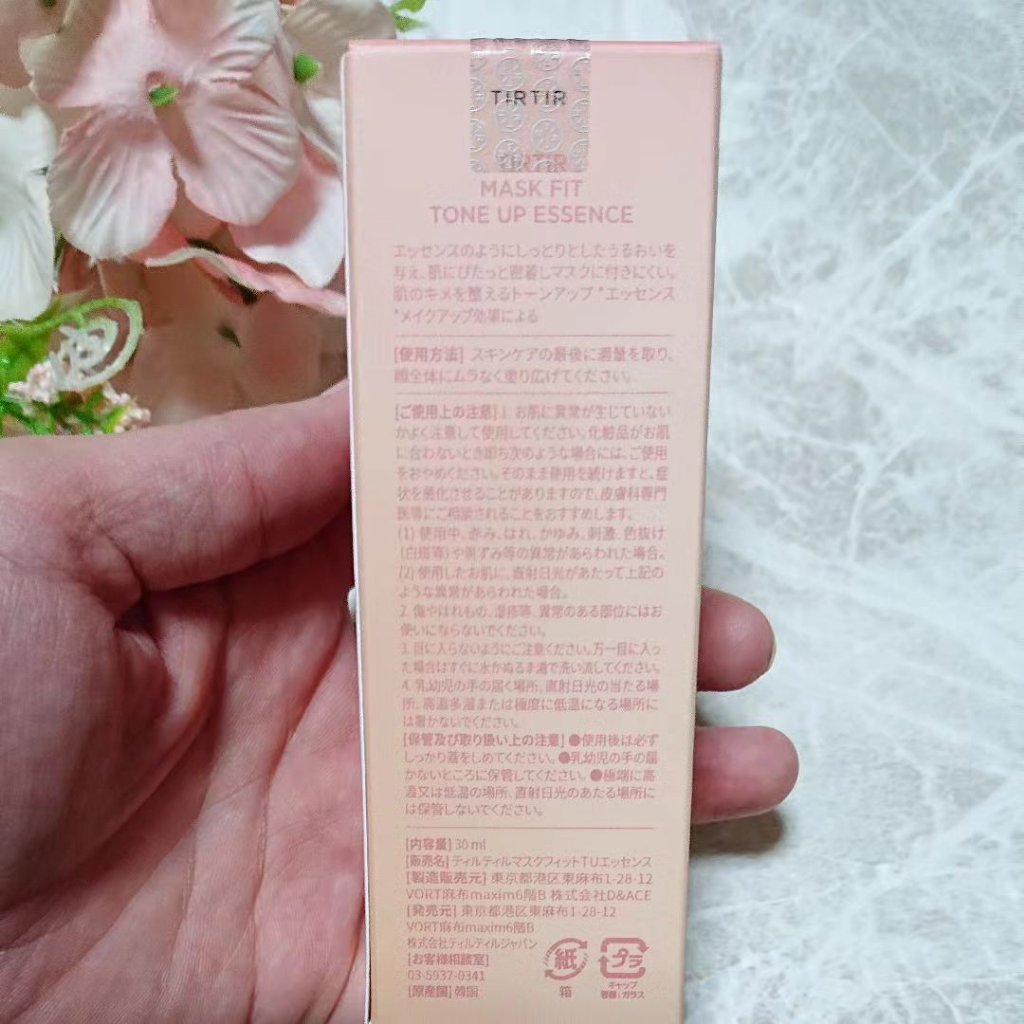 TIRTIR
TIRTIR
MASK FIT
TONE UP ESSENCE
エッセンスのようにしっとりとしたうるおいを
与え、肌にぴたっと密着しマスクに付きにくい。
肌のキメを整えるトーンアップ *エッセンス
*メイクアップ効果による
[使用方法] スキンケアの最後に適量を取り、
顔全体にムラなく塗り広げてください。
[ご使用上の注意] 1. お肌に異常が生じていない
かよく注意して使用してください。化粧品がお肌
に合わないとき即ち次のような場合には、ご使用
をおやめください。そのまま使用を続けますと、症
状を悪化させることがありますので、皮膚科専門
医等にご相談されることをおすすめします。
(1) 使用中、赤み、はれ、かゆみ、刺激、色抜け
(白斑等)や黒ずみ等の異常があらわれた場合。
(2) 使用したお肌に、直射日光があたって上記の
ような異常があらわれた場合。
2. 傷やはれもの、湿疹等、異常のある部位にはお
使いにならないでください。
3. 目に入らないようにご注意ください。万一目に入っ
た場合はすぐに水かぬるま湯で洗い流してください。
4. 乳幼児の手の届く場所、直射日光の当たる場
所、高温多湿または極度に低温になる場所に
は置かないでください。
[保管及び取り扱い上の注意] ●使用後は必ず
しっかり蓋をしめてください。●乳幼児の手の届
かないところに保管してください。●極端に高
温又は低温の場所、直射日光のあたる場所に
は保管しないでください。
[内容量] 30 ml
[販売名] ティルティルマスクフィットTUエッセンス
[製造販売元] 東京都港区東麻布1-28-12
VORT麻布maxim6階B 株式会社D&ACE
[発売元] 東京都港区東麻布1-28-12
VORT麻布maxim6階B
株式会社ティルティルジャパン
[お客様相談室]
03-5937-0341
[原産国] 韓国
紙
箱
プラ
キャップ
容器:ガラス